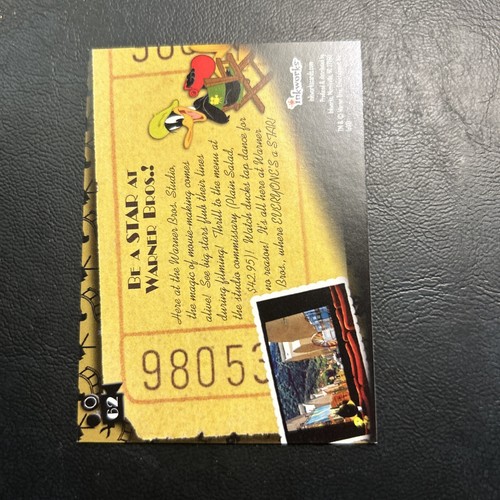 BE A STAR AT
WARNER BROS.!
Here at the Warner Bros. Studio,
the magic of movie-making comes
alive! See big stars flub their lines
during filming! Thrill to the menu at
the studio commissary (Plain Salad,
$42.95)! Watch ducks tap dance for
no reason! It's all here at Warner
Bros., where EVERYONE'S a STAR!
98053
62
inkworks
inkworkscards.com